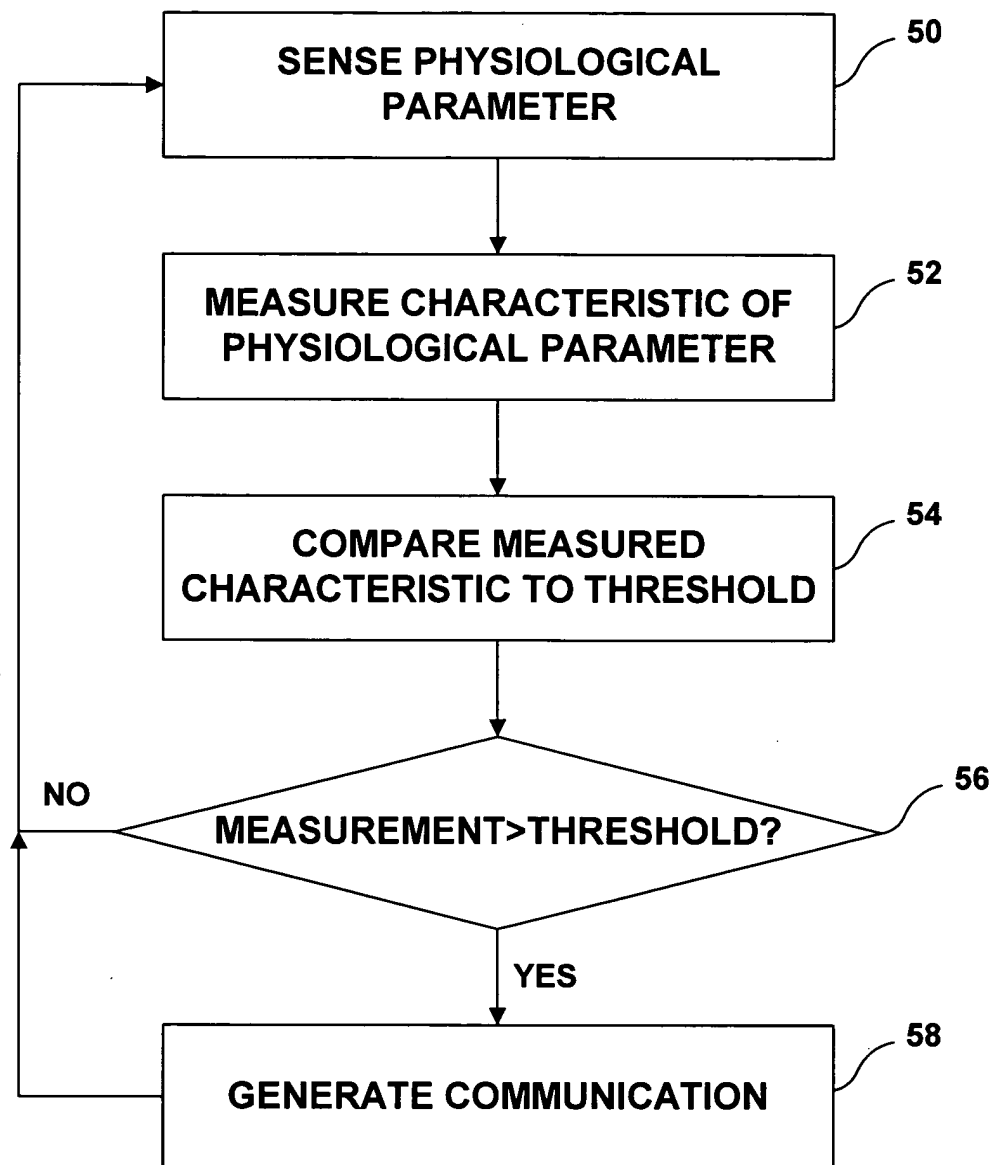 50
SENSE PHYSIOLOGICAL
PARAMETER
52
MEASURE CHARACTERISTIC OF
PHYSIOLOGICAL PARAMETER
54
COMPARE MEASURED
CHARACTERISTIC TO THRESHOLD
56
NO
MEASUREMENT>THRESHOLD?
YES
58
GENERATE COMMUNICATION